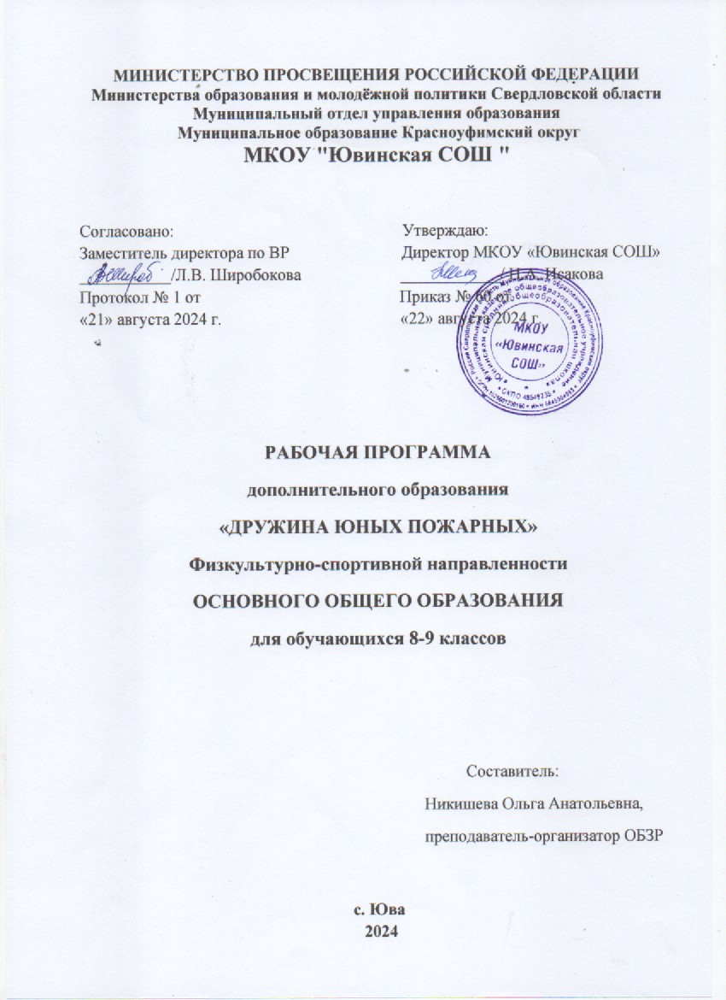 МИНИСТЕРСТВО ПРОСВЕЩЕНИЯ РОССИЙСКОЙ ФЕДЕРАЦИИ
Министерства образования и молодёжной политики Свердловской области
Муниципальный отдел управления образования
Муниципальное образование Красноуфимский округ
МКОУ "Ювинская СОШ "
Согласовано:
Заместитель директора по ВР
/Л.В. Широбокова
Протокол № 1 от
«21» августа 2024 г.
Утверждаю:
Директор МКОУ «Ювинская СОШ»
/ Н.А. Исакова
Приказ № 60 от
«22» августа 2024 г.
МКОУ
«Ювинская
СОШ»
РАБОЧАЯ ПРОГРАММА
дополнительного образования
«ДРУЖИНА ЮНЫХ ПОЖАРНЫХ»
Физкультурно-спортивной направленности
ОСНОВНОГО ОБЩЕГО ОБРАЗОВАНИЯ
для обучающихся 8-9 классов
Составитель:
Никишева Ольга Анатольевна,
преподаватель-организатор ОБЗР
с. Юва
2024